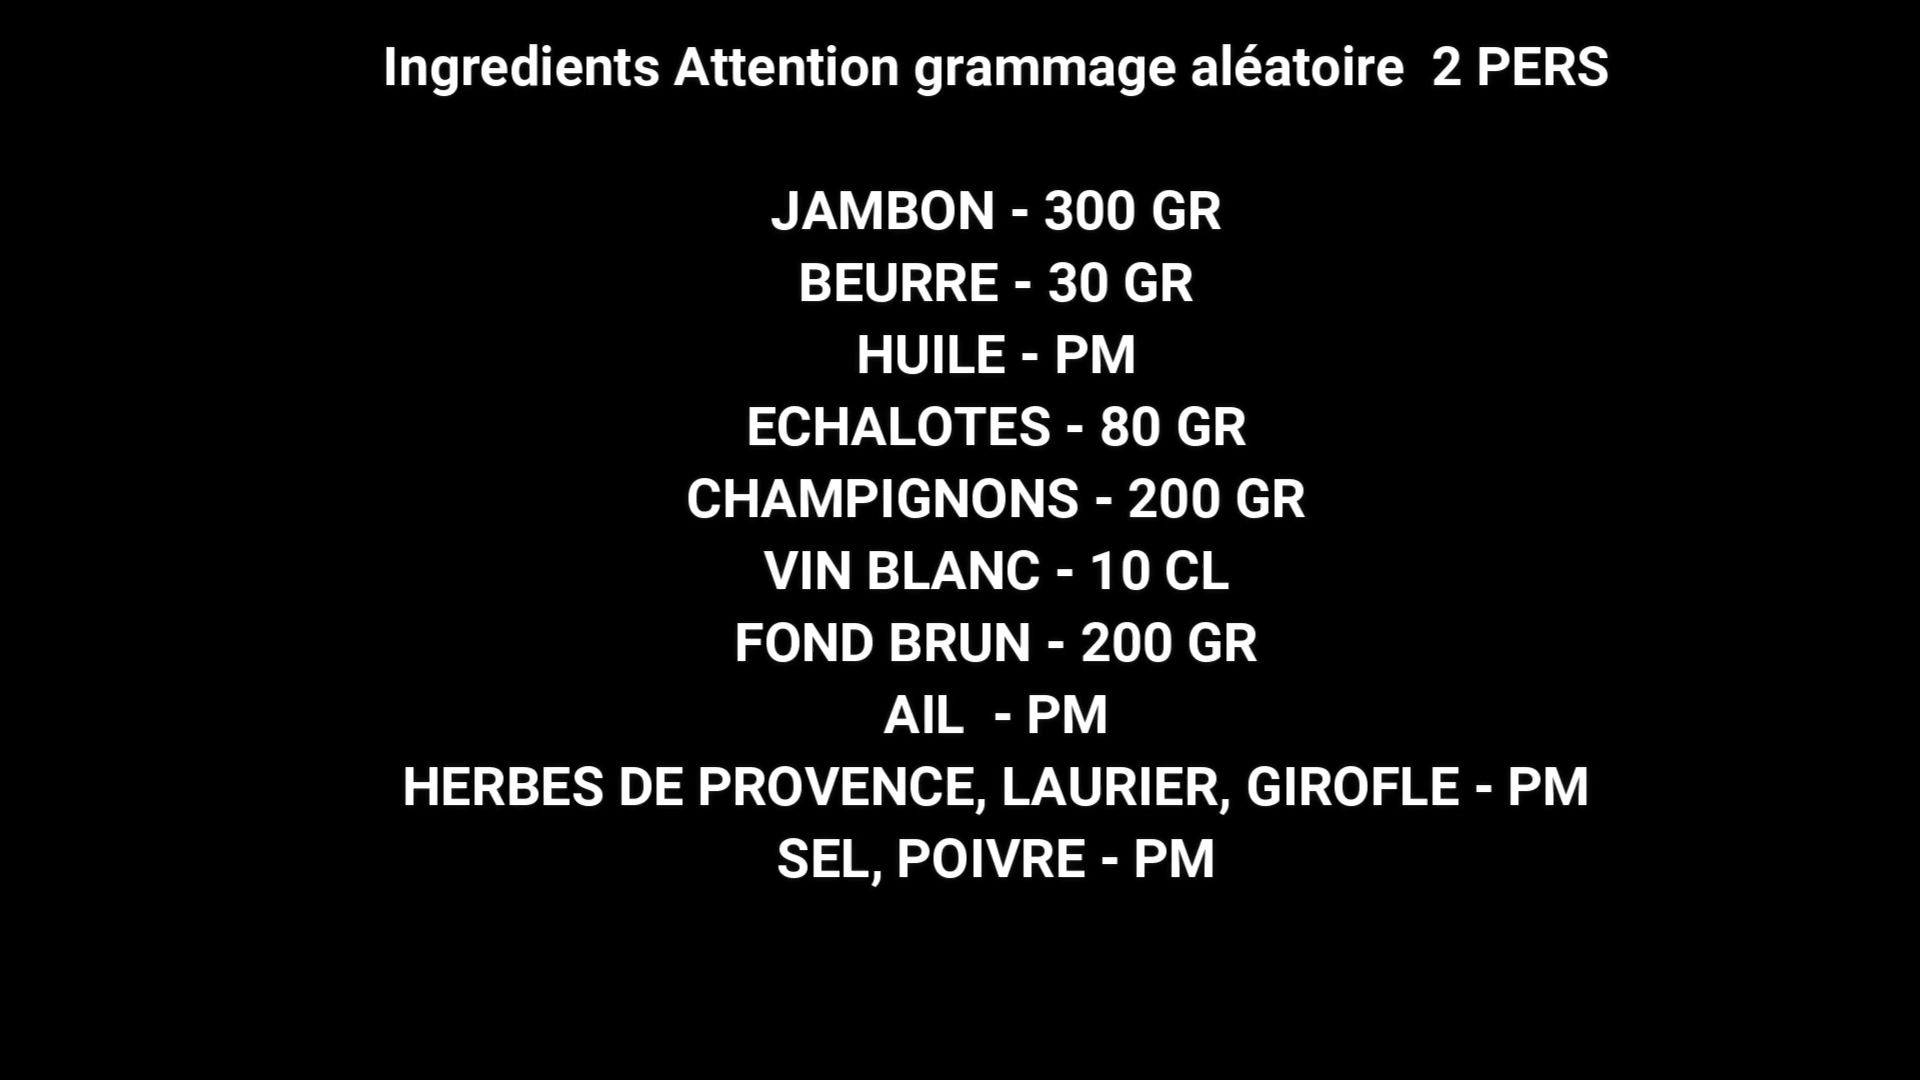 Ingredients Attention grammage aléatoire  2 PERS
JAMBON - 300 GR
BEURRE - 30 GR
HUILE - PM
ECHALOTES - 80 GR
CHAMPIGNONS - 200 GR
VIN BLANC - 10 CL
FOND BRUN - 200 GR
AIL  - PM
HERBES DE PROVENCE, LAURIER, GIROFLE - PM
SEL, POIVRE - PM